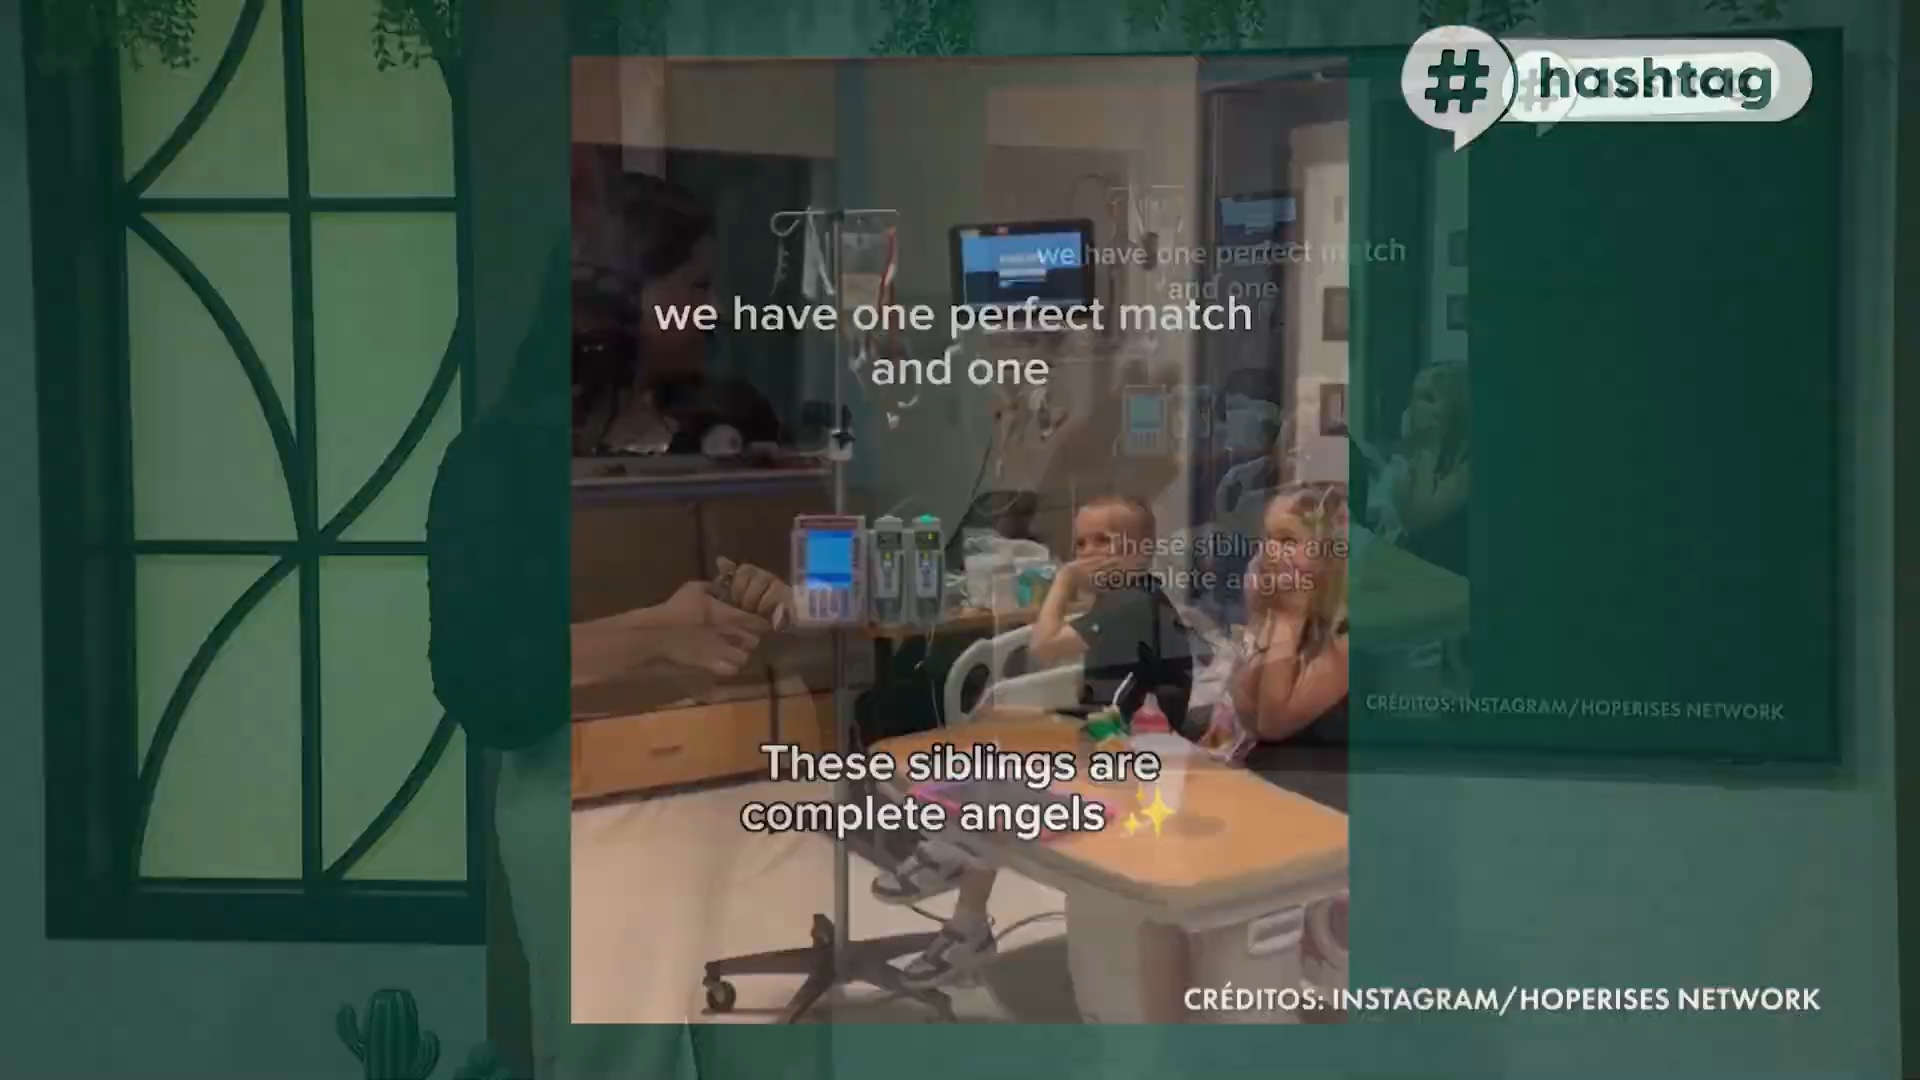 # hashtag
we have one perfect match
and one
we have one perfect match
and one
These siblings are
complete angels
These siblings are
complete angels ✨
CRÉDITOS: INSTAGRAM/HOPERISES NETWORK
CRÉDITOS: INSTAGRAM/HOPERISES NETWORK